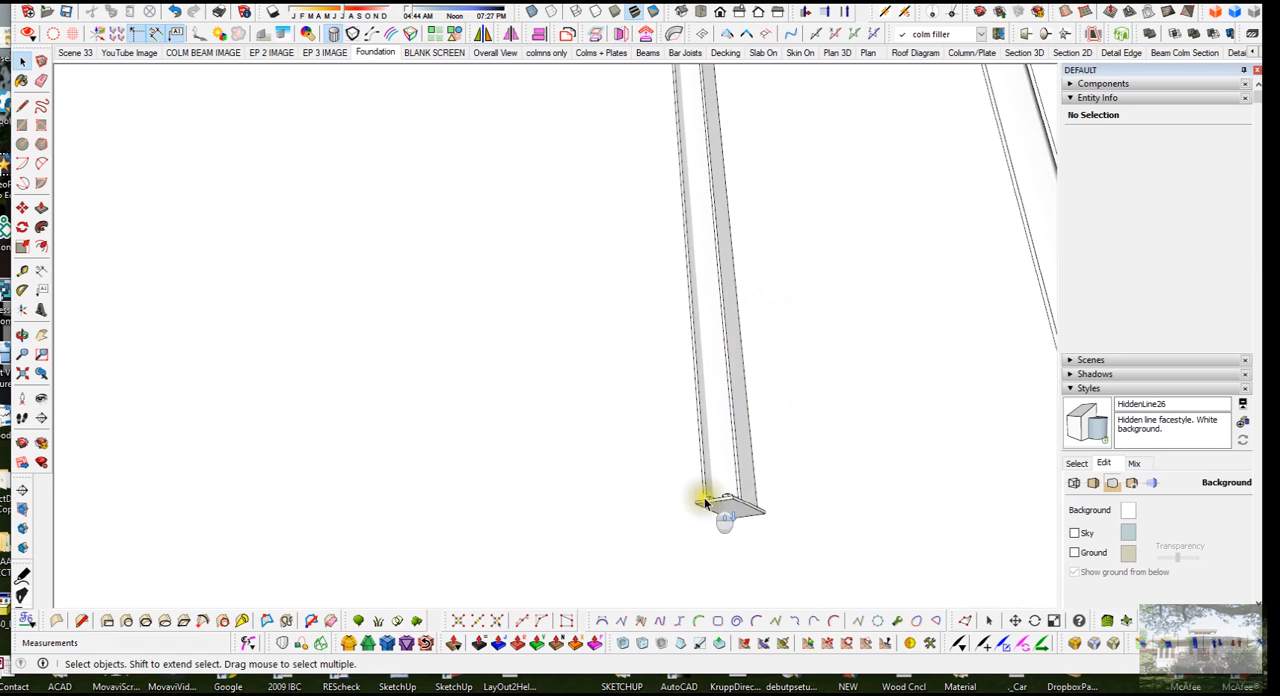 J F M A M J J A S O N D
04:44 AM Noon 07:27 PM
colm filler
Scene 33 YouTube Image COLM BEAM IMAGE EP 2 IMAGE EP 3 IMAGE Foundation BLANK SCREEN Overall View colmns only Colms + Plates Beams Bar Joists Decking Slab On Skin On Plan 3D Plan Roof Diagram Column/Plate Section 3D Section 2D Detail Edge Beam Colm Section Detai
DEFAULT
Components
Entity Info
No Selection
Scenes
Shadows
Styles
HiddenLine26
Hidden line facestyle. White
background.
Select Edit Mix
Background
Background
Sky
Transparency
Ground
Show ground from below
Measurements
Select objects. Shift to extend select. Drag mouse to select multiple.
Contact ACAD MovaviScr... MovaviVid... Google 2009 IBC REScheck SketchUp SketchUp LayOut2Help SKETCHUP AutoCAD KruppDirec... debutpsetu... NEW Wood Cncl Material _Car DropboxPa... McAfee McAfee